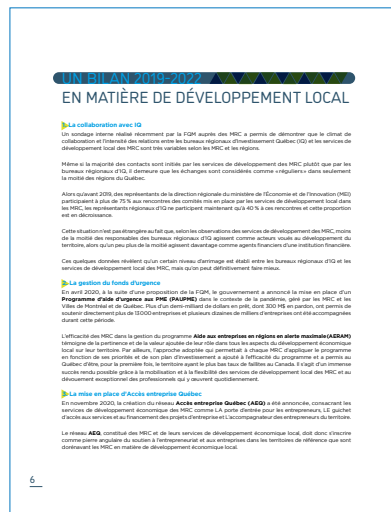 UN BILAN 2019-2022
EN MATIÈRE DE DÉVELOPPEMENT LOCAL
1. La collaboration avec IQ
Un sondage interne réalisé récemment par la FQM auprès des MRC a permis de démontrer que le climat de
collaboration et l'intensité des relations entre les bureaux régionaux d'Investissement Québec (IQ) et les services de
développement local des MRC sont très variables selon les MRC et les régions.
Même si la majorité des contacts sont initiés par les services de développement des MRC plutôt que par les
bureaux régionaux d'IQ, il demeure que les échanges sont considérés comme « réguliers » dans seulement
la moitié des régions du Québec.
Alors qu'avant 2019, des représentants de la direction régionale du ministère de l'Économie et de l'Innovation (MEI)
participaient à plus de 75 % aux rencontres des comités mis en place par les services de développement local dans
les MRC, les représentants régionaux d'IQ ne participent maintenant qu'à 40 % à ces rencontres et cette proportion
est en décroissance.
Cette situation n'est pas étrangère au fait que, selon les observations des services de développement des MRC, moins
de la moitié des responsables des bureaux régionaux d'IQ agissent comme acteurs voués au développement du
territoire, alors qu'un peu plus de la moitié agissent davantage comme agents financiers d'une institution financière.
Ces quelques données révèlent qu'un certain niveau d'arrimage est établi entre les bureaux régionaux d'IQ et les
services de développement local des MRC, mais qu'on peut définitivement faire mieux.
2. La gestion du fonds d'urgence
En avril 2020, à la suite d'une proposition de la FQM, le gouvernement a annoncé la mise en place d'un
Programme d'aide d'urgence aux PME (PAUPME) dans le contexte de la pandémie, géré par les MRC et les
Villes de Montréal et de Québec. Plus d'un demi-milliard de dollars en prêt, dont 300 M$ en pardon, ont permis de
soutenir directement plus de 13 000 entreprises et plusieurs dizaines de milliers d'entreprises ont été accompagnées
durant cette période.
L'efficacité des MRC dans la gestion du programme Aide aux entreprises en régions en alerte maximale (AERAM)
témoigne de la pertinence et de la valeur ajoutée de leur rôle dans tous les aspects du développement économique
local sur leur territoire. Par ailleurs, l'approche adoptée qui permettait à chaque MRC d'appliquer le programme
en fonction de ses priorités et de son plan d'investissement a ajouté à l'efficacité du programme et a permis au
Québec d'être, pour la première fois, le territoire ayant le plus bas taux de faillites au Canada. Il s'agit d'un immense
succès rendu possible grâce à la mobilisation et à la flexibilité des services de développement local des MRC et au
dévouement exceptionnel des professionnels qui y œuvrent quotidiennement.
3. La mise en place d'Accès entreprise Québec
En novembre 2020, la création du réseau Accès entreprise Québec (AEQ) a été annoncée, consacrant les
services de développement économique des MRC comme LA porte d'entrée pour les entrepreneurs, LE guichet
d'accès aux services et au financement des projets d'entreprise et L'accompagnateur des entrepreneurs du territoire.
Le réseau AEQ, constitué des MRC et de leurs services de développement économique local, doit donc s'inscrire
comme pierre angulaire du soutien à l'entrepreneuriat et aux entreprises dans les territoires de référence que sont
dorénavant les MRC en matière de développement économique local.
6